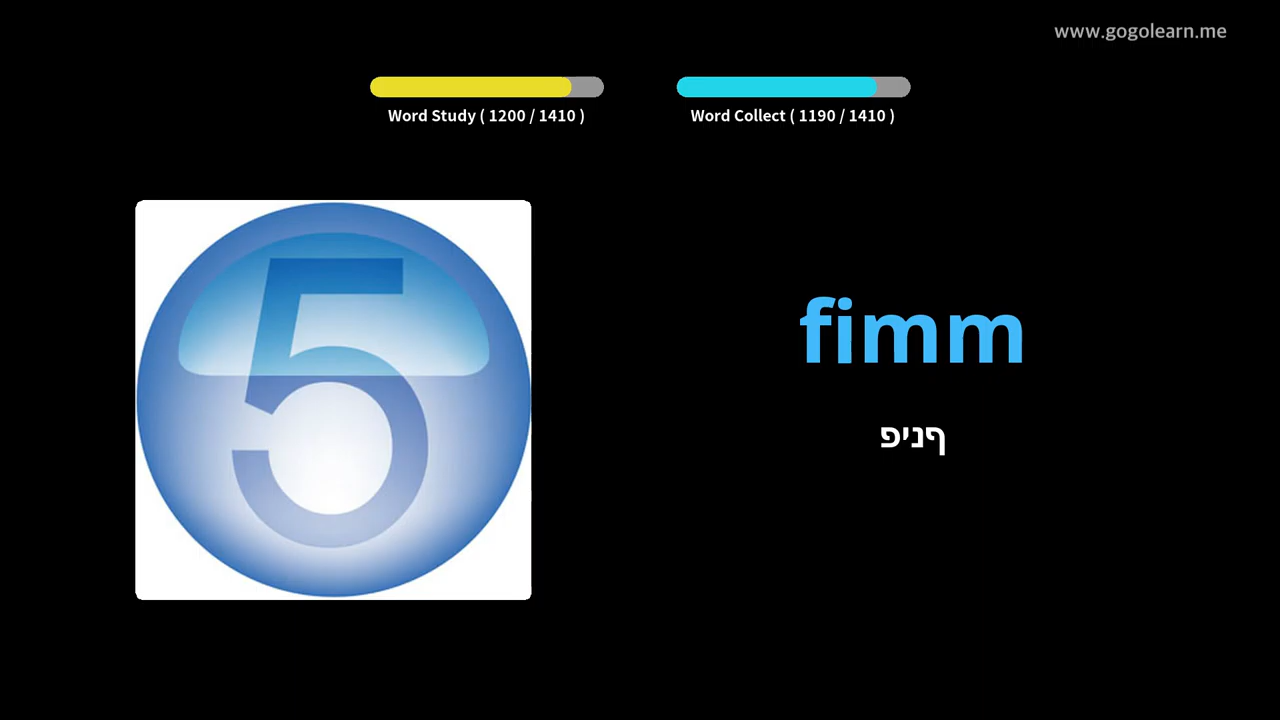 www.gogolearn.me
Word Study ( 1200 / 1410 )
Word Collect ( 1190 / 1410 )
5
fimm
ףניפ